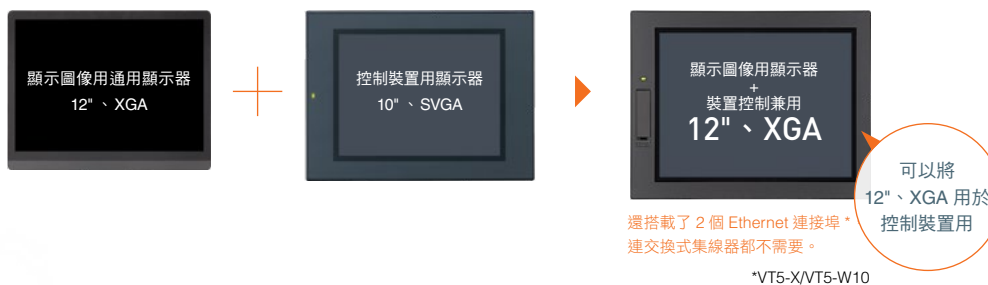 顯示圖像用通用顯示器
12"、XGA
控制裝置用顯示器
10"、SVGA
顯示圖像用顯示器
+
裝置控制兼用
12"、XGA
可以將
12"、XGA 用於
控制裝置用
還搭載了 2 個 Ethernet 連接埠 *
連交換式集線器都不需要。
*VT5-X/VT5-W10